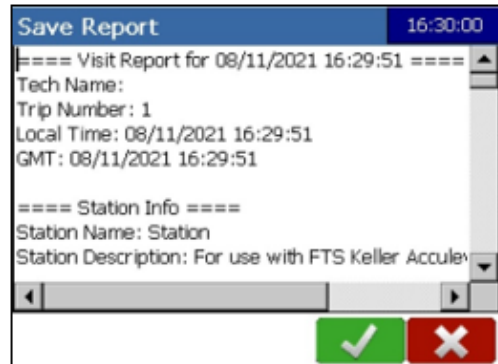 Save Report
16:30:00
==== Visit Report for 08/11/2021 16:29:51 ====
Tech Name:
Trip Number: 1
Local Time: 08/11/2021 16:29:51
GMT: 08/11/2021 16:29:51
==== Station Info ====
Station Name: Station
Station Description: For use with FTS Keller Acculev